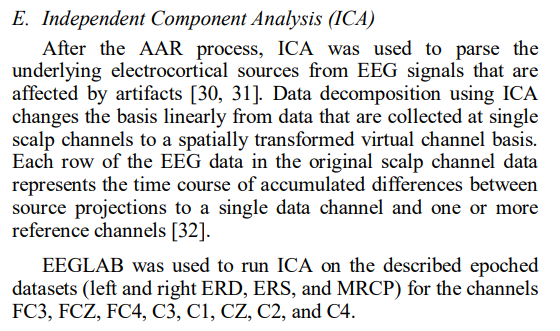 E. Independent Component Analysis (ICA)
After the AAR process, ICA was used to parse the
underlying electrocortical sources from EEG signals that are
affected by artifacts [30, 31]. Data decomposition using ICA
changes the basis linearly from data that are collected at single
scalp channels to a spatially transformed virtual channel basis.
Each row of the EEG data in the original scalp channel data
represents the time course of accumulated differences between
source projections to a single data channel and one or more
reference channels [32].
EEGLAB was used to run ICA on the described epoched
datasets (left and right ERD, ERS, and MRCP) for the channels
FC3, FCZ, FC4, C3, C1, CZ, C2, and C4.